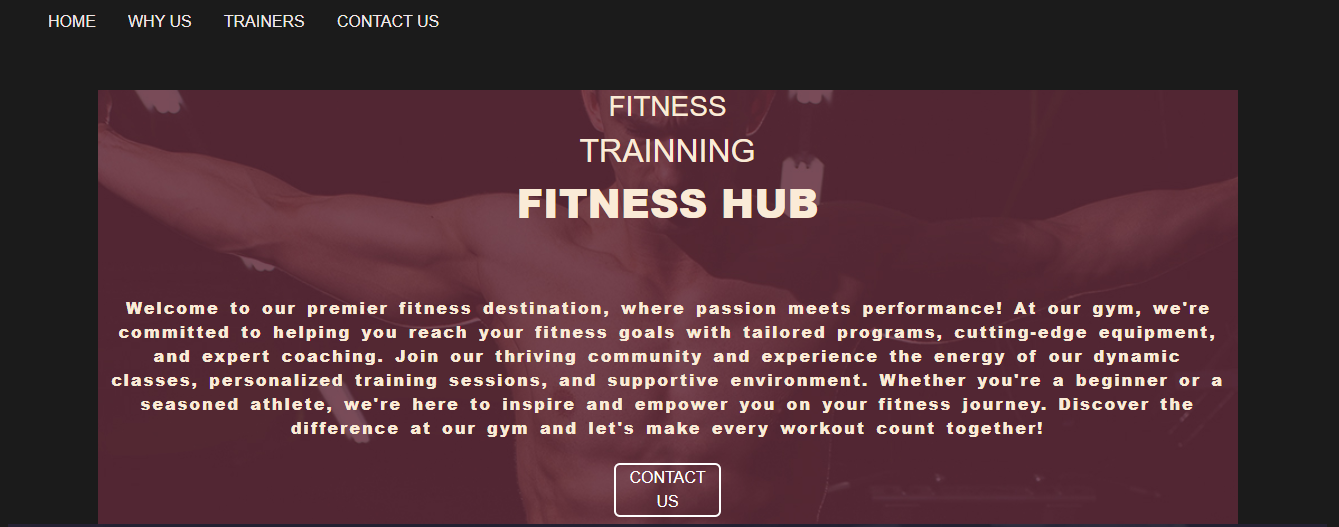 HOME WHY US TRAINERS CONTACT US
FITNESS
TRAINNING
FITNESS HUB
Welcome to our premier fitness destination, where passion meets performance! At our gym, we're
committed to helping you reach your fitness goals with tailored programs, cutting-edge equipment,
and expert coaching. Join our thriving community and experience the energy of our dynamic
classes, personalized training sessions, and supportive environment. Whether you're a beginner or a
seasoned athlete, we're here to inspire and empower you on your fitness journey. Discover the
difference at our gym and let's make every workout count together!
CONTACT
US